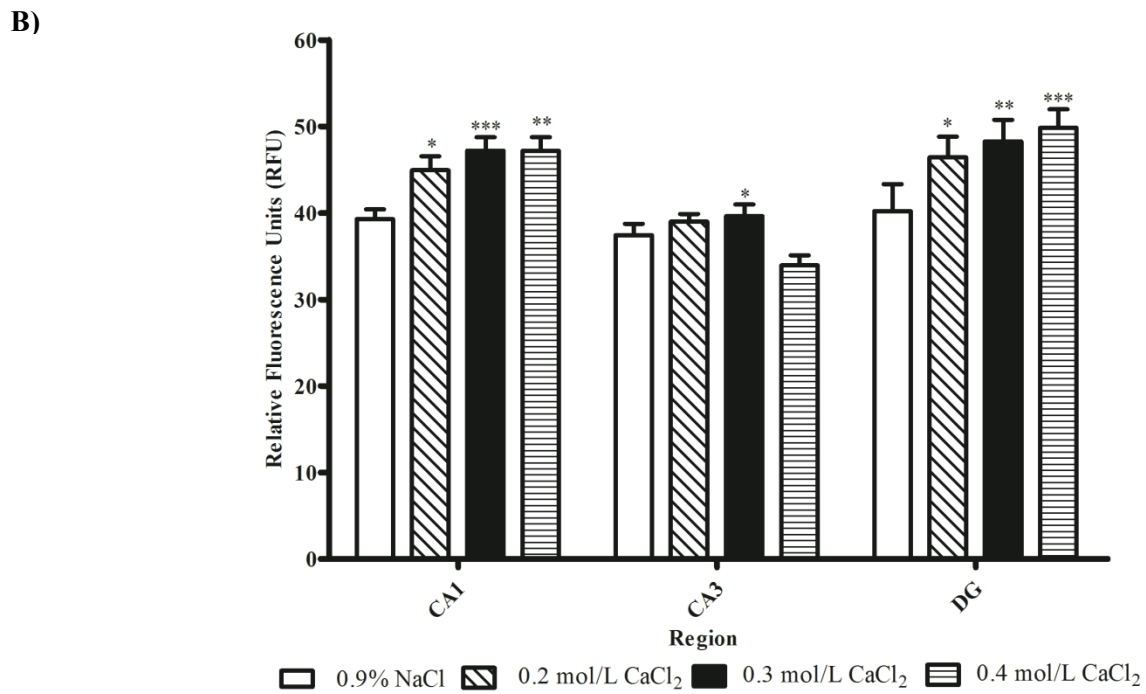 B)
60
50
40
30
20
10
0
Relative Fluorescence Units (RFU)
* *** **
*
* ** ***
CA1 CA3 DG
Region
0.9% NaCl 0.2 mol/L CaCl₂ 0.3 mol/L CaCl₂ 0.4 mol/L CaCl₂